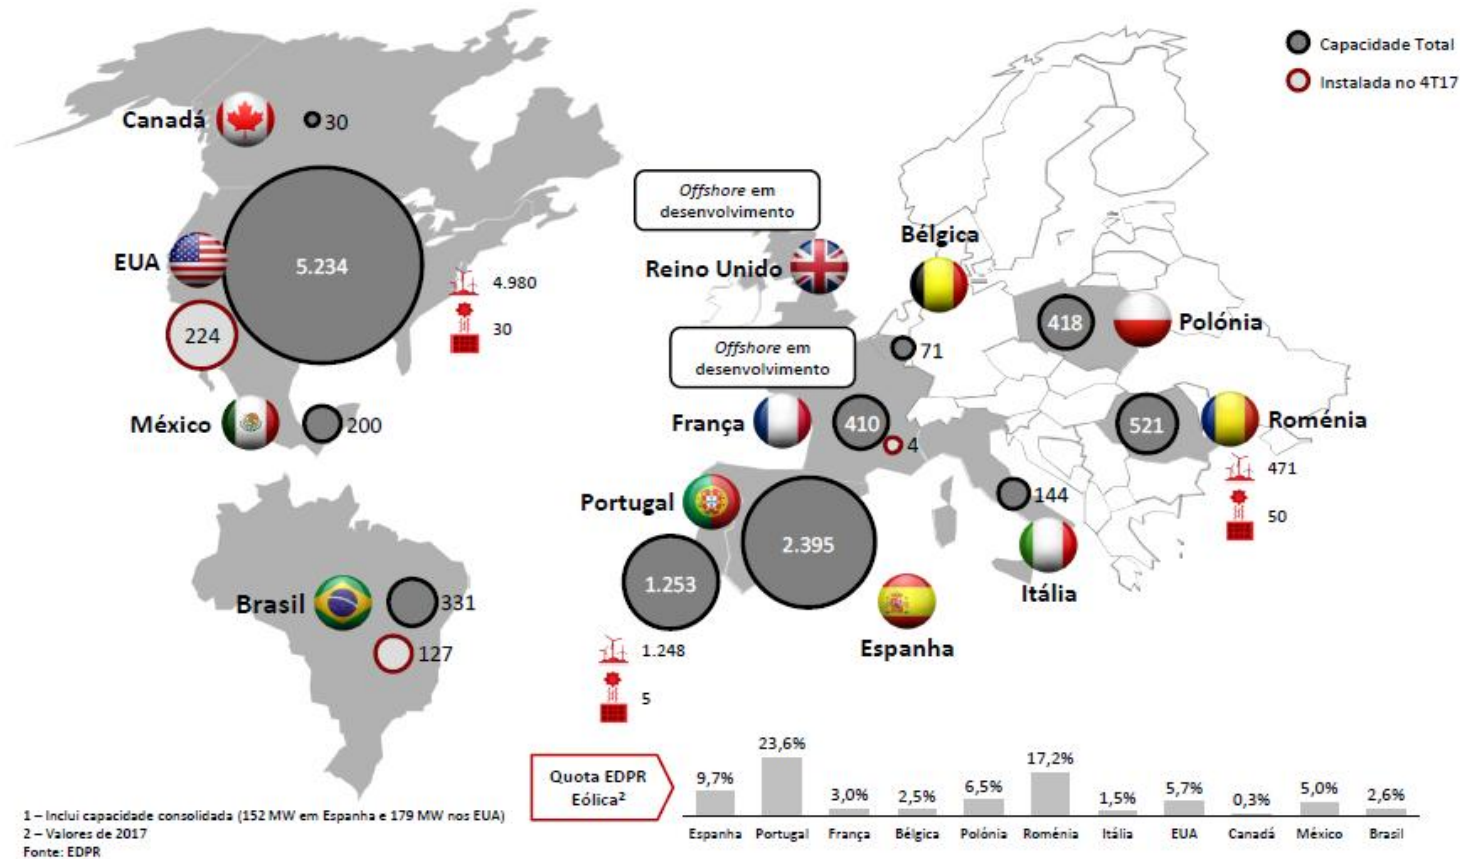 Capacidade Total
Instalada no 4T17
Canadá
30
EUA
5.234
4.980
30
224
México
200
Brasil
331
127
Offshore em
desenvolvimento
Reino Unido
Bélgica
71
418
Polónia
Offshore em
desenvolvimento
França
410
4
521
Roménia
471
50
144
Itália
Portugal
1.253
2.395
Espanha
1.248
5
Quota EDPR
Eólica²
9,7% 23,6% 3,0% 2,5% 6,5% 17,2% 1,5% 5,7% 0,3% 5,0% 2,6%
Espanha Portugal França Bélgica Polónia Roménia Itália EUA Canadá México Brasil
1 – Inclui capacidade consolidada (152 MW em Espanha e 179 MW nos EUA)
2 – Valores de 2017
Fonte: EDPR